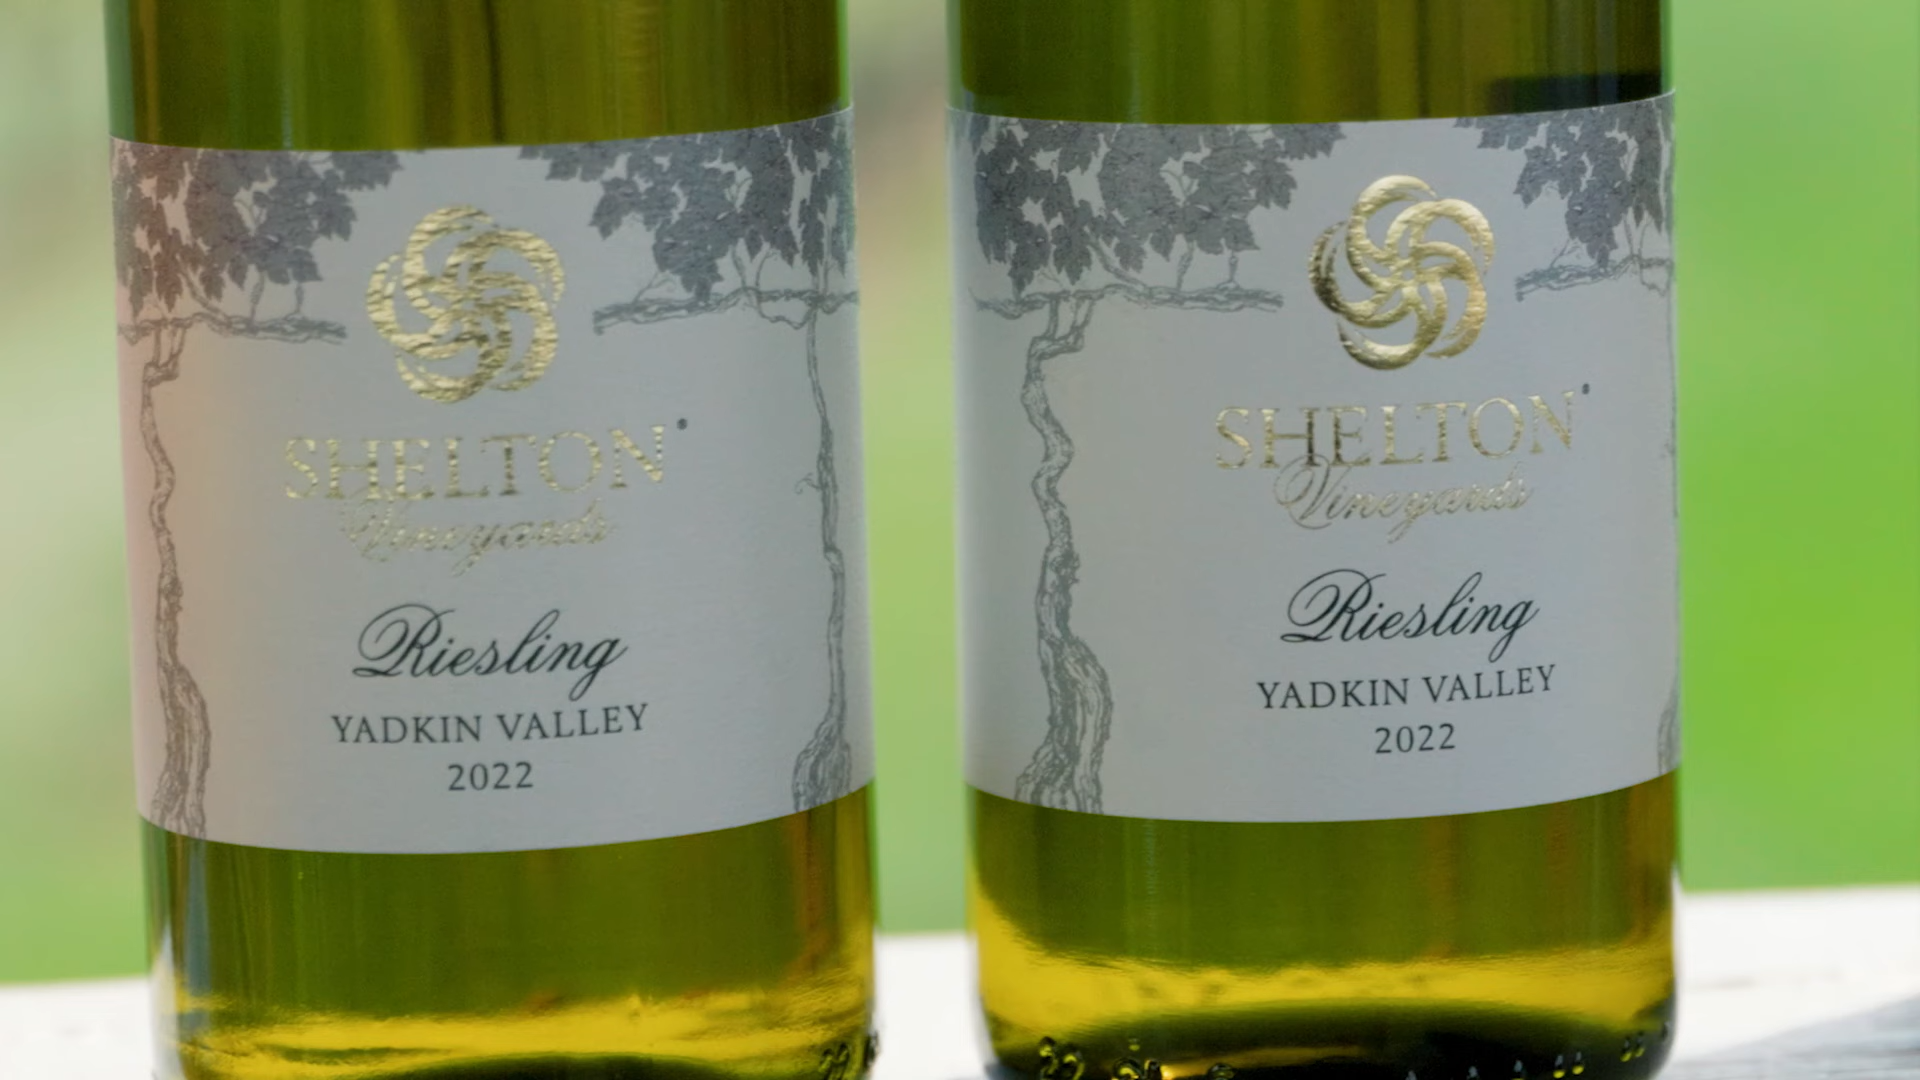 SHELTON
Vineyards
Riesling
YADKIN VALLEY
2022
SHELTON
Vineyards
Riesling
YADKIN VALLEY
2022